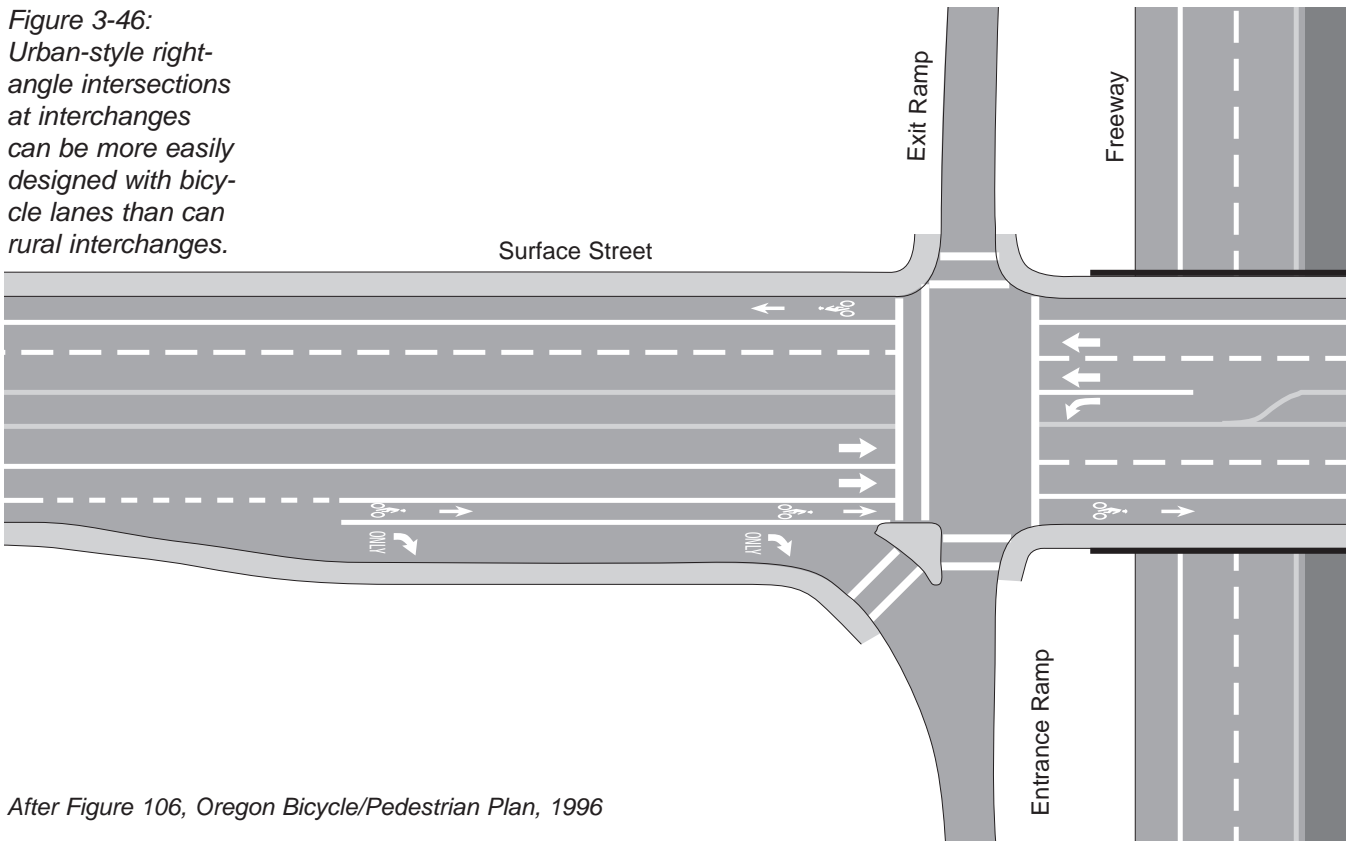 Figure 3-46:
Urban-style right-
angle intersections
at interchanges
can be more easily
designed with bicy-
cle lanes than can
rural interchanges.
Surface Street
Exit Ramp
Freeway
ONLY
ONLY
Entrance Ramp
After Figure 106, Oregon Bicycle/Pedestrian Plan, 1996